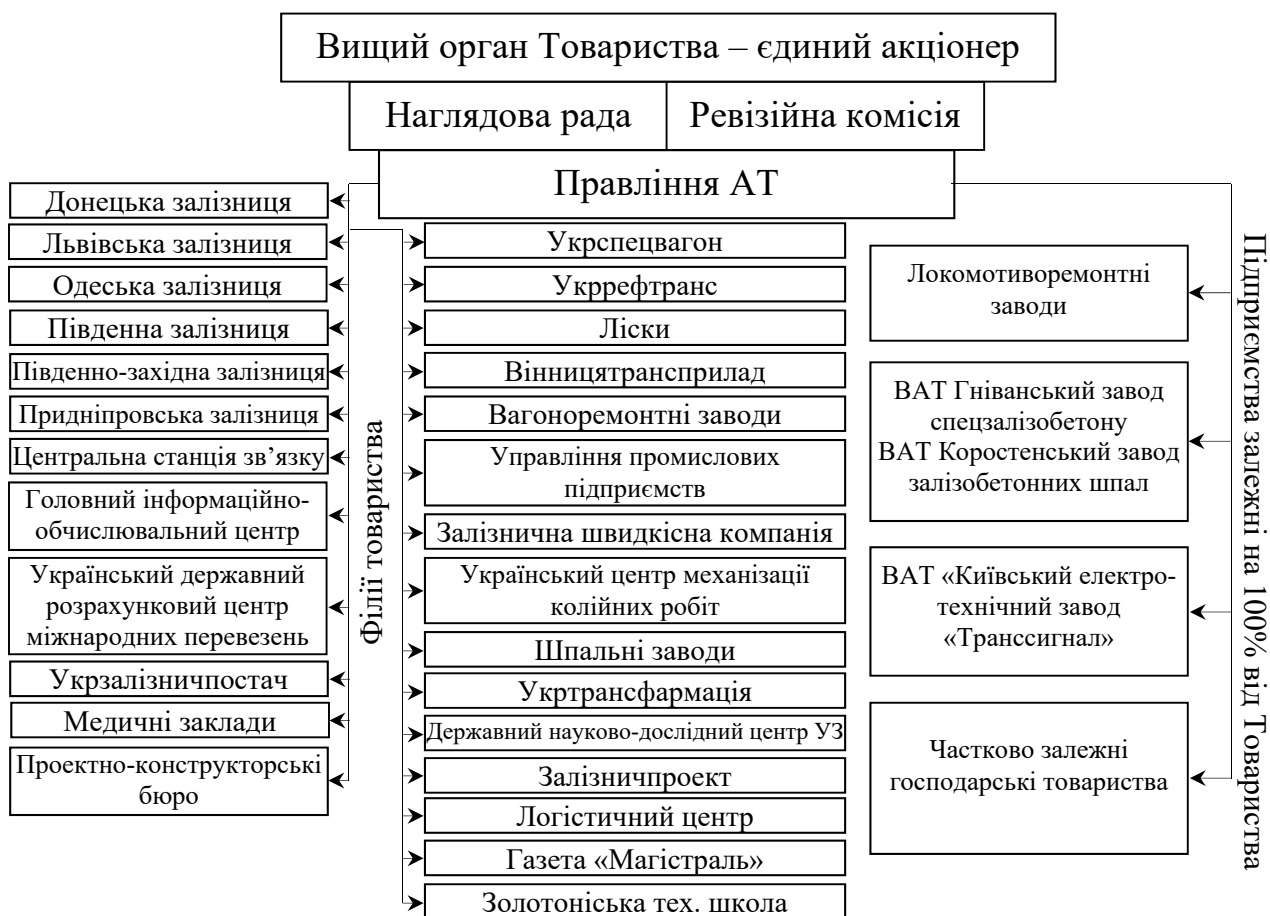 Вищий орган Товариства – єдиний акціонер
Наглядова рада
Ревізійна комісія
Правління АТ
Донецька залізниця
Львівська залізниця
Одеська залізниця
Південна залізниця
Південно-західна залізниця
Придніпровська залізниця
Центральна станція зв’язку
Головний інформаційно-
обчислювальний центр
Український державний
розрахунковий центр
міжнародних перевезень
Укрзалізничпостач
Медичні заклади
Проектно-конструкторські
бюро
Філії товариства
Укрспецвагон
Укррефтранс
Ліски
Вінницятрансприлад
Вагоноремонтні заводи
Управління промислових
підприємств
Залізнична швидкісна компанія
Український центр механізації
колійних робіт
Шпальні заводи
Укртрансфармація
Державний науково-дослідний центр УЗ
Залізничпроект
Логістичний центр
Газета «Магістраль»
Золотоніська тех. школа
Локомотиворемонтні
заводи
ВАТ Гніванський завод
спецзалізобетону
ВАТ Коростенський завод
залізобетонних шпал
ВАТ «Київський електро-
технічний завод
«Транссигнал»
Частково залежні
господарські товариства
Підприємства залежні на 100% від Товариства